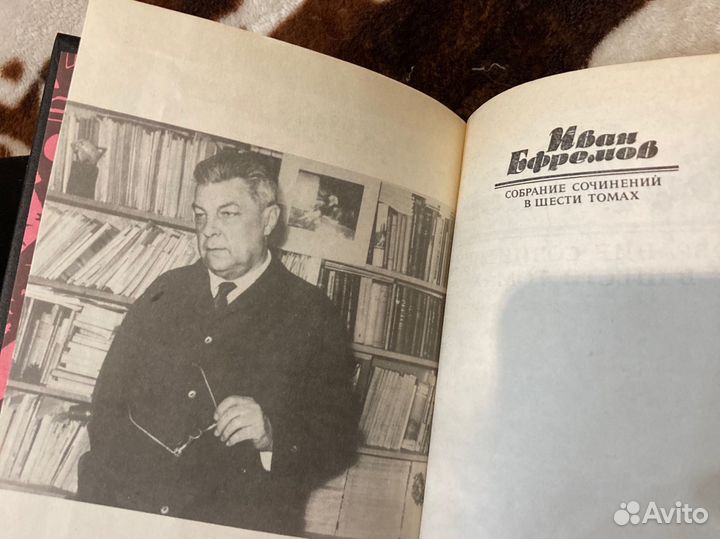 Иван
Ефремов
СОБРАНИЕ СОЧИНЕНИЙ
В ШЕСТИ ТОМАХ
Avito